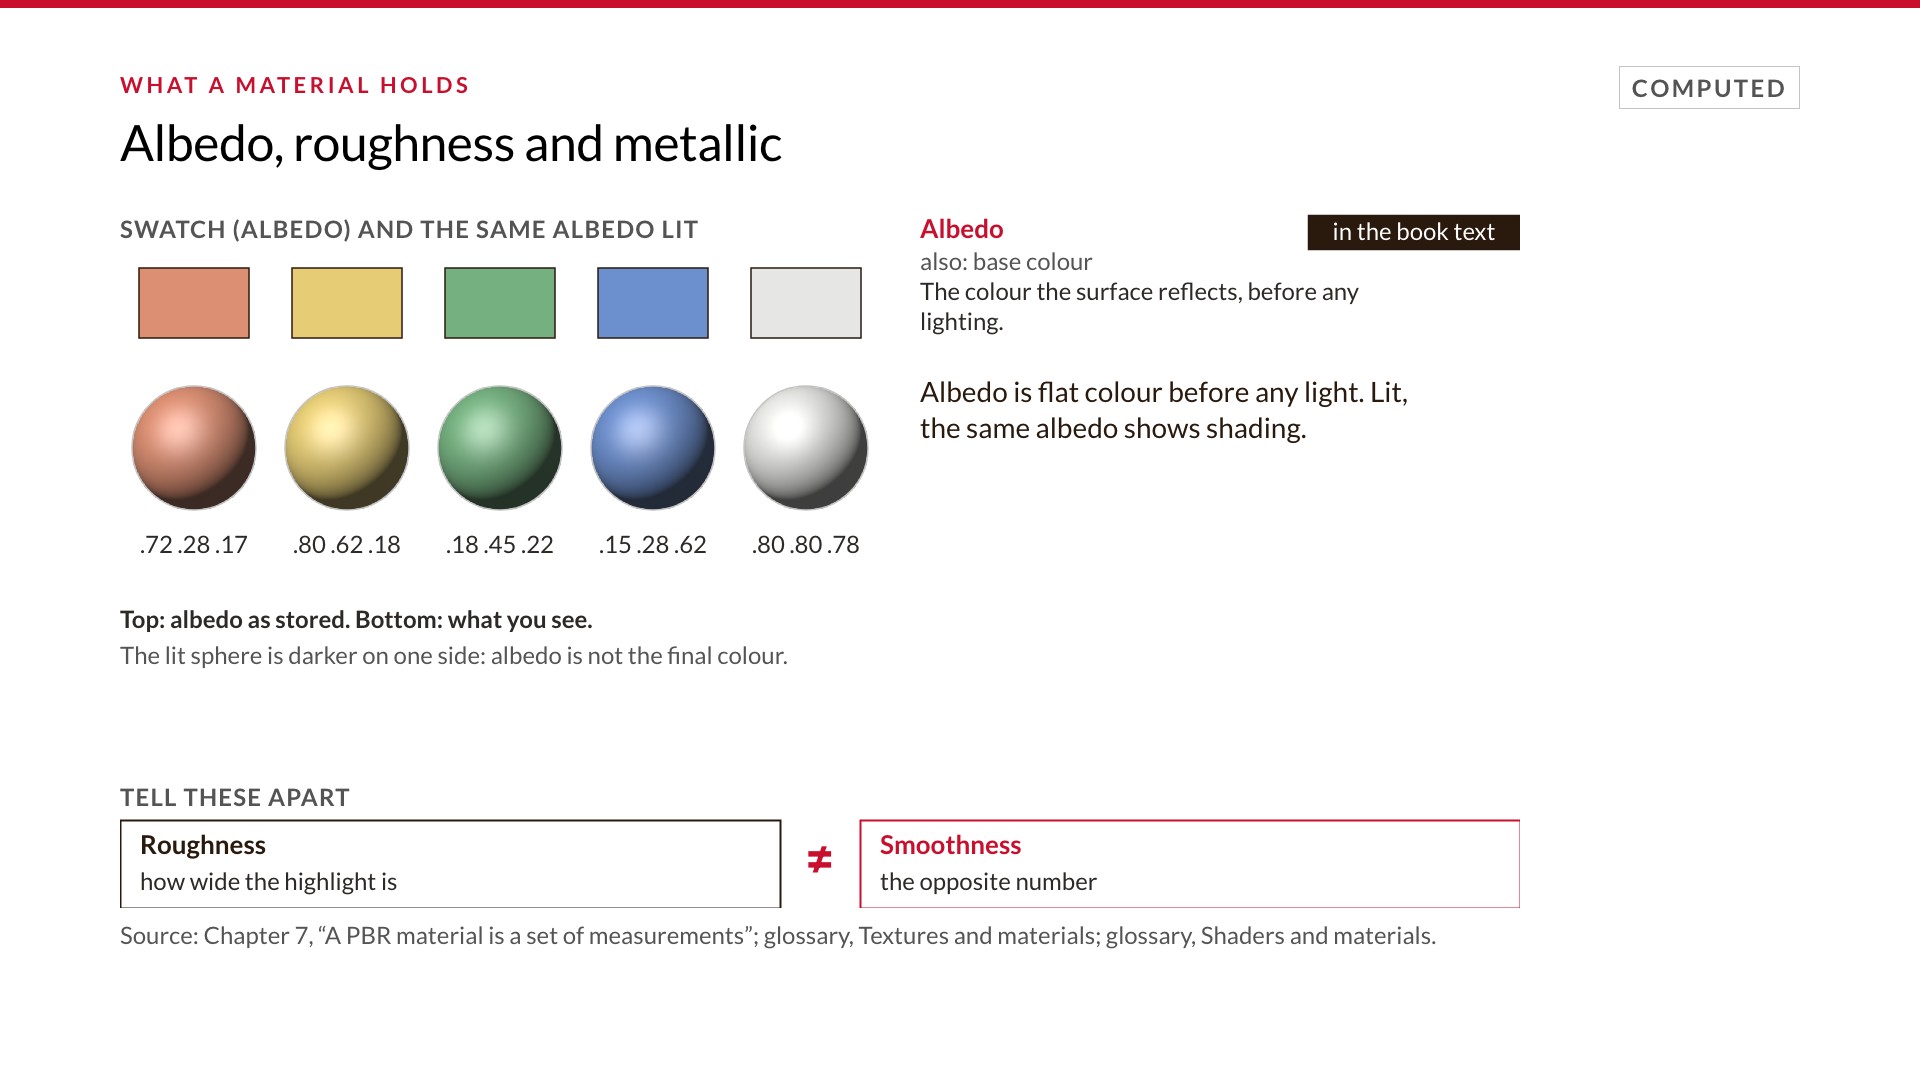 WHAT A MATERIAL HOLDS
COMPUTED
Albedo, roughness and metallic
SWATCH (ALBEDO) AND THE SAME ALBEDO LIT
.72 .28 .17
.80 .62 .18
.18 .45 .22
.15 .28 .62
.80 .80 .78
Top: albedo as stored. Bottom: what you see.
The lit sphere is darker on one side: albedo is not the final colour.
Albedo
in the book text
also: base colour
The colour the surface reflects, before any
lighting.
Albedo is flat colour before any light. Lit,
the same albedo shows shading.
TELL THESE APART
Roughness
how wide the highlight is
≠
Smoothness
the opposite number
Source: Chapter 7, “A PBR material is a set of measurements”; glossary, Textures and materials; glossary, Shaders and materials.